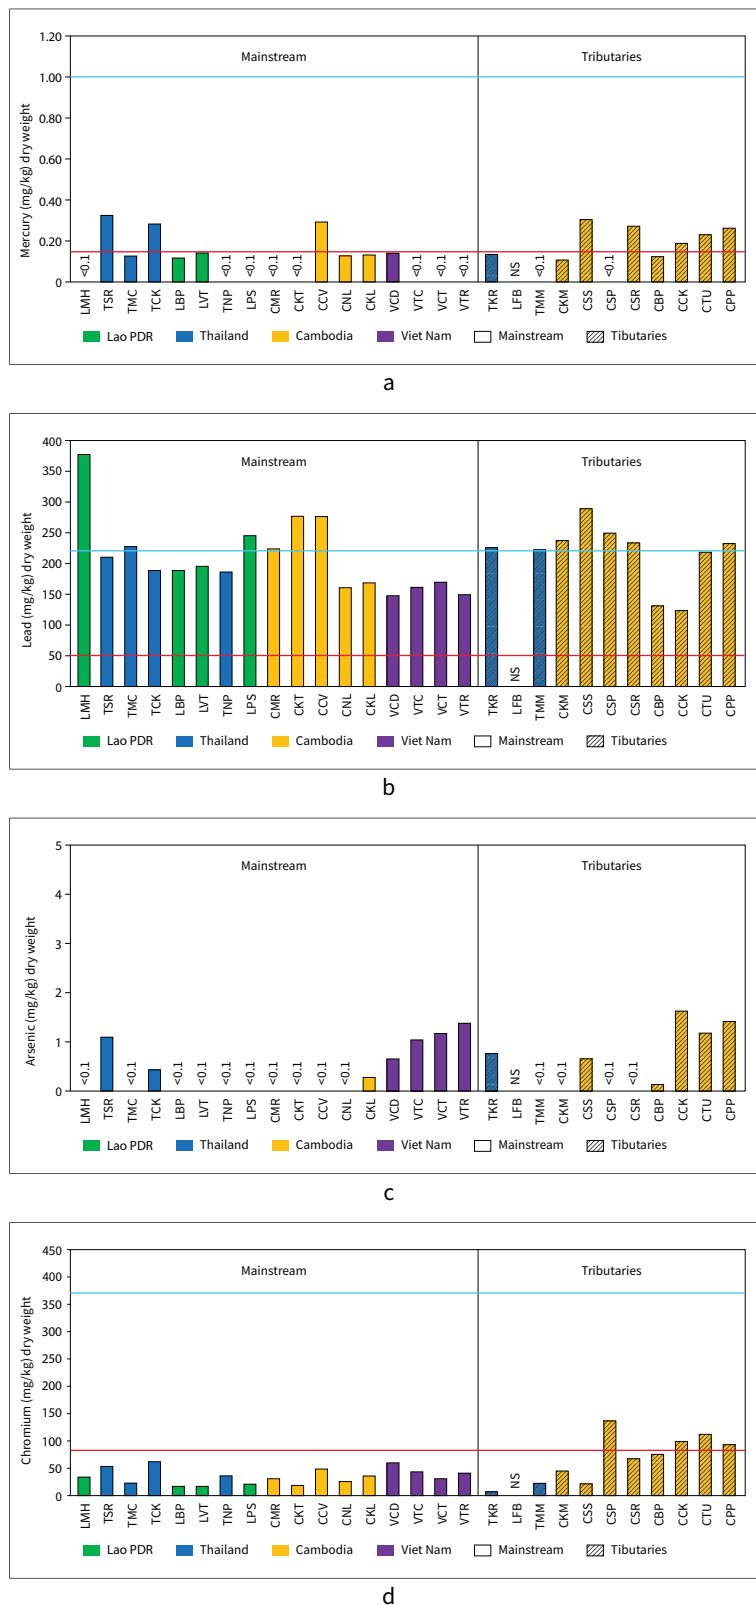 Mainstream Tributaries
Mercury (mg/kg) dry weight
1.20
1.00
0.80
0.60
0.40
0.20
0
<0.1 <0.1 <0.1 <0.1 <0.1 <0.1 <0.1 <0.1 NS <0.1 <0.1
LMH TSR TMC TCK LBP LVT TNP LPS CMR CKT CCV CNL CKL VCD VTC VCT VTR TKR LFB TMM CKM CSS CSP CSR CBP CCK CTU CPP
Lao PDR Thailand Cambodia Viet Nam Mainstream Tibutaries
a
Mainstream Tributaries
Lead (mg/kg) dry weight
400
350
300
250
200
150
100
50
0
NS
LMH TSR TMC TCK LBP LVT TNP LPS CMR CKT CCV CNL CKL VCD VTC VCT VTR TKR LFB TMM CKM CSS CSP CSR CBP CCK CTU CPP
Lao PDR Thailand Cambodia Viet Nam Mainstream Tibutaries
b
Mainstream Tributaries
Arsenic (mg/kg) dry weight
5
4
3
2
1
0
<0.1 <0.1 <0.1 <0.1 <0.1 <0.1 <0.1 <0.1 <0.1 <0.1 NS <0.1 <0.1 <0.1 <0.1
LMH TSR TMC TCK LBP LVT TNP LPS CMR CKT CCV CNL CKL VCD VTC VCT VTR TKR LFB TMM CKM CSS CSP CSR CBP CCK CTU CPP
Lao PDR Thailand Cambodia Viet Nam Mainstream Tibutaries
c
Mainstream Tributaries
Chromium (mg/kg) dry weight
450
400
350
300
250
200
150
100
50
0
NS
LMH TSR TMC TCK LBP LVT TNP LPS CMR CKT CCV CNL CKL VCD VTC VCT VTR TKR LFB TMM CKM CSS CSP CSR CBP CCK CTU CPP
Lao PDR Thailand Cambodia Viet Nam Mainstream Tibutaries
d